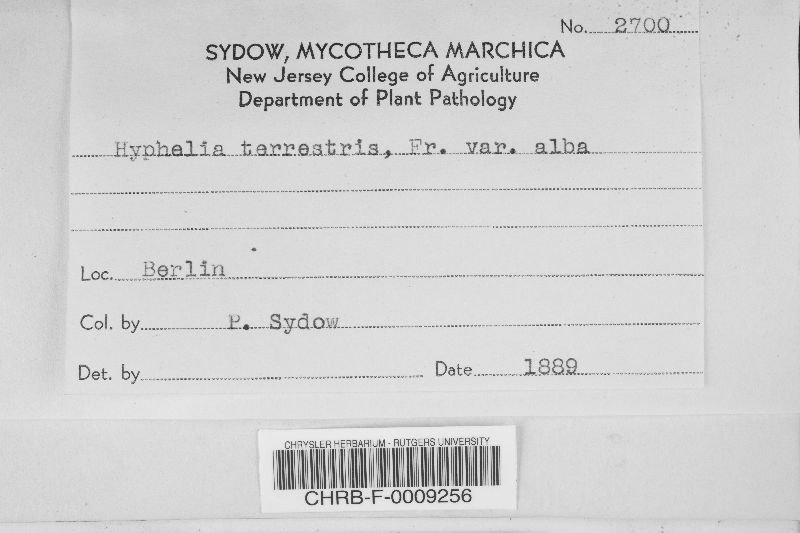 No. 2700
SYDOW, MYCOTHECA MARCHICA
New Jersey College of Agriculture
Department of Plant Pathology
Hyphelia terrestris, Fr. var. alba
Loc. Berlin
Col. by P. Sydow
Det. by Date 1889
CHRYSLER HERBARIUM - RUTGERS UNIVERSITY
CHRB-F-0009256